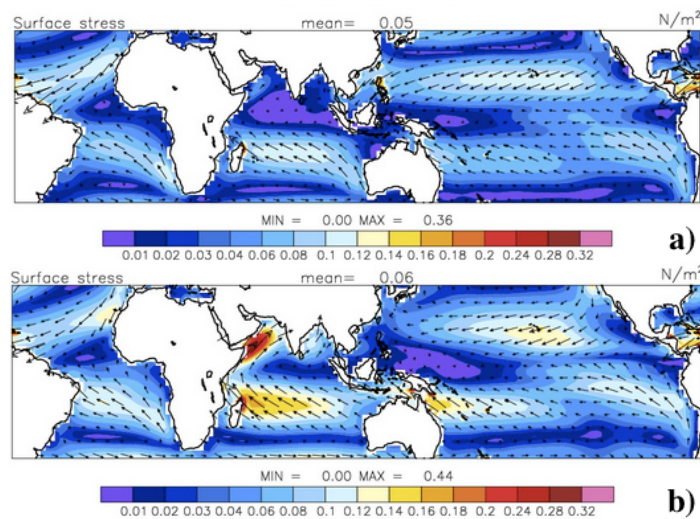 Surface stress mean= 0.05 N/m²
MIN = 0.00 MAX = 0.36
0.01 0.02 0.03 0.04 0.06 0.08 0.1 0.12 0.14 0.16 0.18 0.2 0.24 0.28 0.32
a)
Surface stress mean= 0.06 N/m²
MIN = 0.00 MAX = 0.44
0.01 0.02 0.03 0.04 0.06 0.08 0.1 0.12 0.14 0.16 0.18 0.2 0.24 0.28 0.32
b)